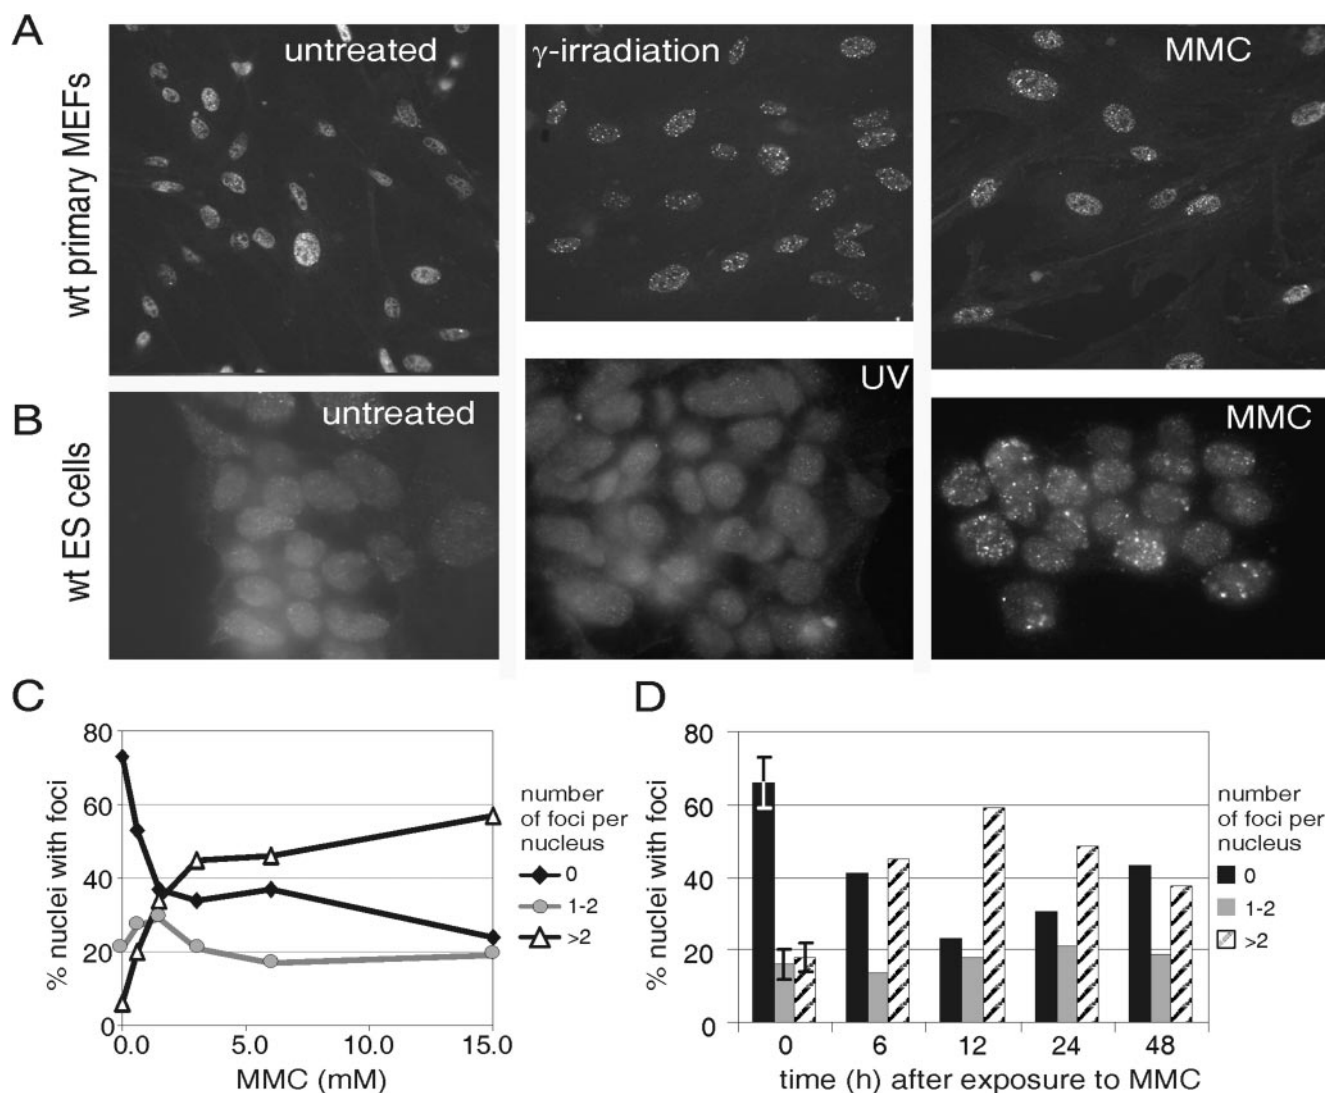 A
untreated
γ-irradiation
MMC
wt primary MEFs
B
untreated
UV
MMC
wt ES cells
C
80
60
40
20
0
% nuclei with foci
0.0
5.0
10.0
15.0
MMC (mM)
number
of foci per
nucleus
0
1-2
>2
D
80
60
40
20
0
% nuclei with foci
0
6
12
24
48
time (h) after exposure to MMC
number
of foci per
nucleus
0
1-2
>2